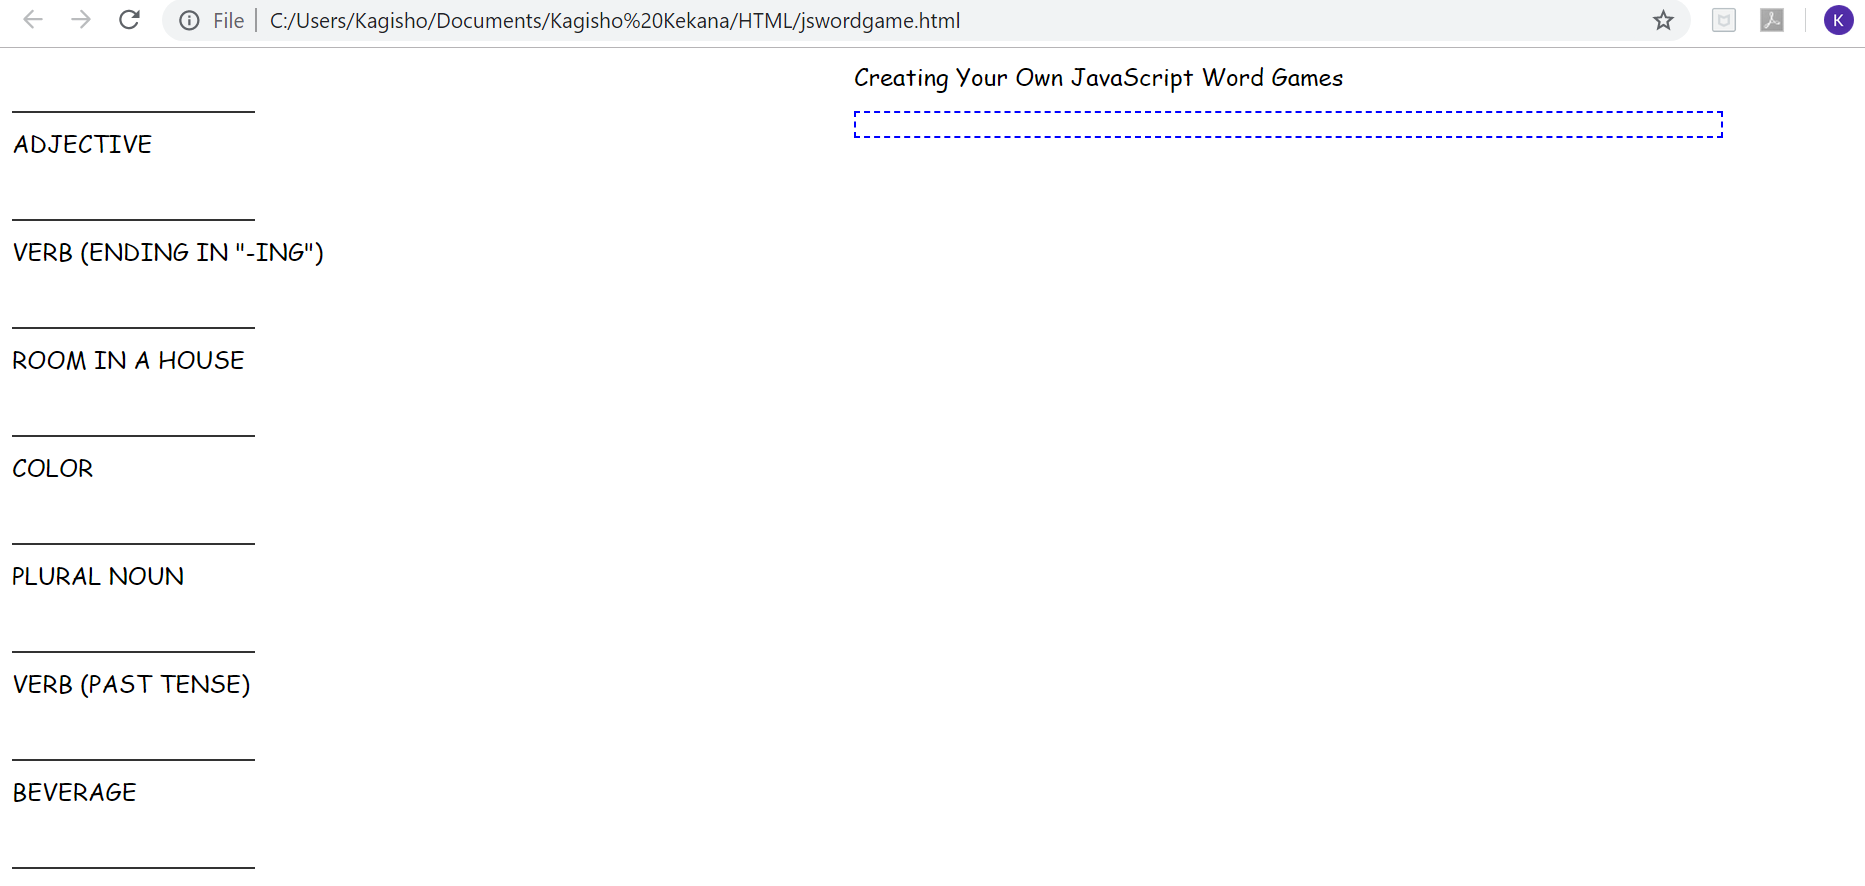 File
C:/Users/Kagisho/Documents/Kagisho%20Kekana/HTML/jswordgame.html
K
Creating Your Own JavaScript Word Games
ADJECTIVE
VERB (ENDING IN "-ING")
ROOM IN A HOUSE
COLOR
PLURAL NOUN
VERB (PAST TENSE)
BEVERAGE